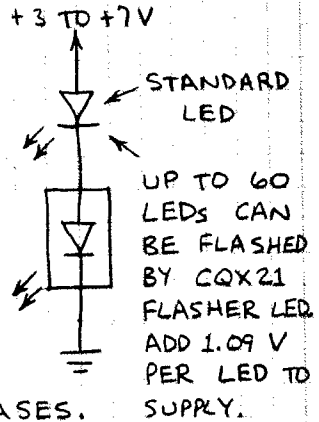 +3 TO +7V
STANDARD
LED
UP TO 60
LEDs CAN
BE FLASHED
BY CQX21
FLASHER LED.
ADD 1.09 V
PER LED TO
SUPPLY.
ASES.